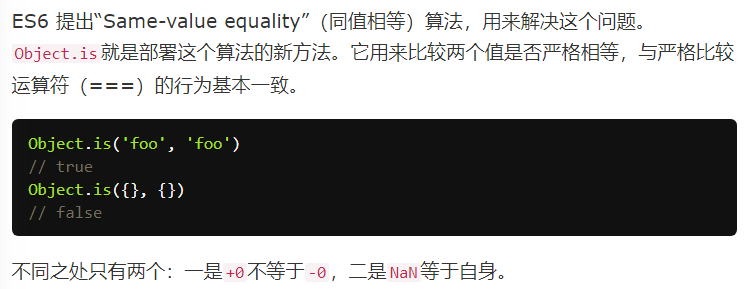 ES6 提出“Same-value equality”（同值相等）算法，用来解决这个问题。
Object.is就是部署这个算法的新方法。它用来比较两个值是否严格相等，与严格比较
运算符（===）的行为基本一致。
Object.is('foo', 'foo')
// true
Object.is({}, {})
// false
不同之处只有两个：一是+0不等于-0，二是NaN等于自身。